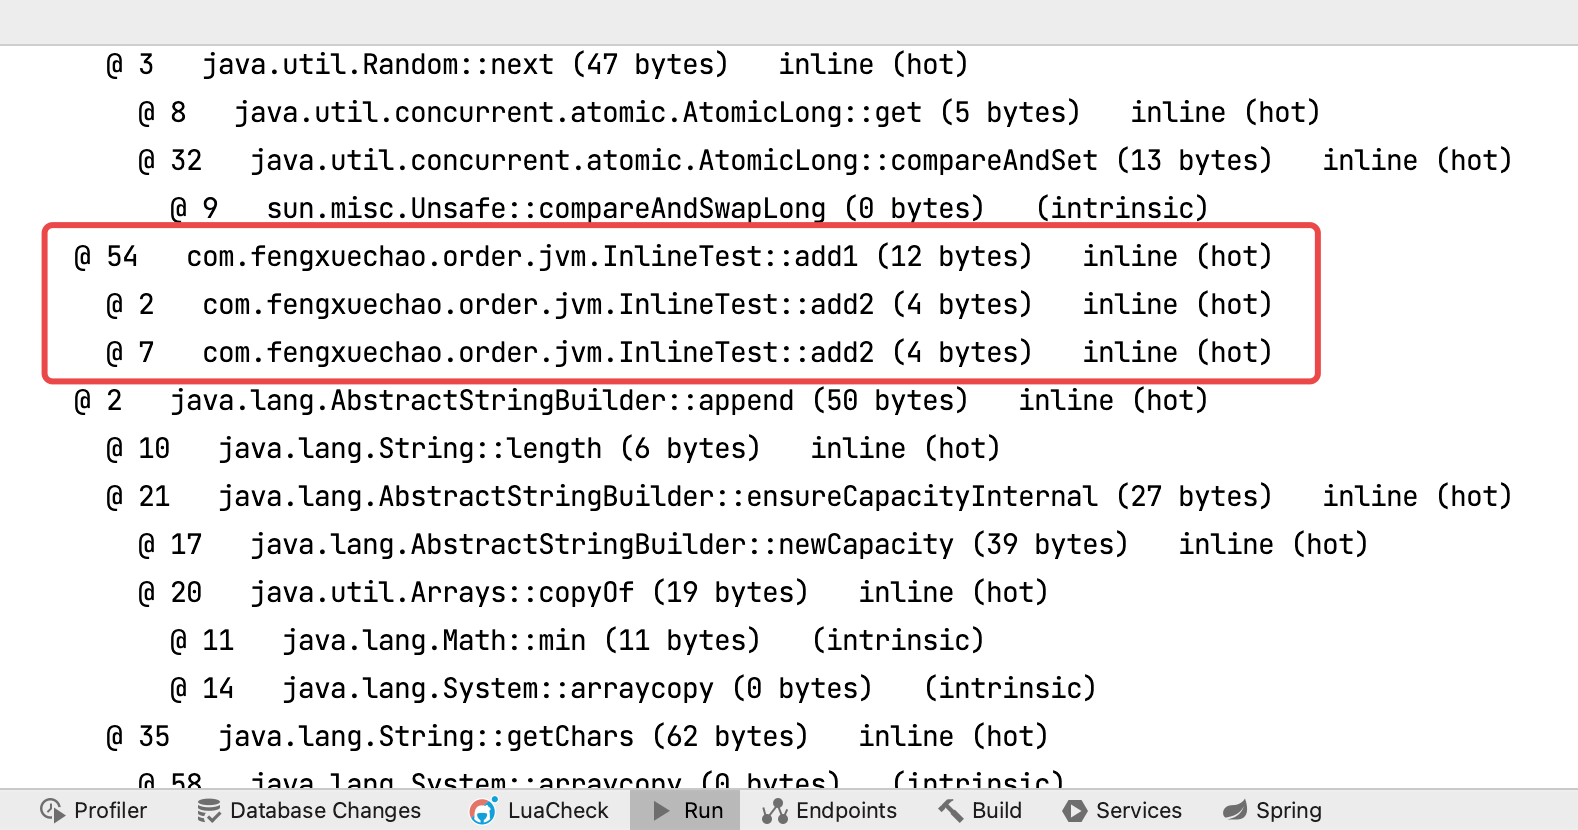 @ 3   java.util.Random::next (47 bytes)   inline (hot)
@ 8   java.util.concurrent.atomic.AtomicLong::get (5 bytes)   inline (hot)
@ 32   java.util.concurrent.atomic.AtomicLong::compareAndSet (13 bytes)   inline (hot)
@ 9   sun.misc.Unsafe::compareAndSwapLong (0 bytes)   (intrinsic)
@ 54   com.fengxuechao.order.jvm.InlineTest::add1 (12 bytes)   inline (hot)
@ 2   com.fengxuechao.order.jvm.InlineTest::add2 (4 bytes)   inline (hot)
@ 7   com.fengxuechao.order.jvm.InlineTest::add2 (4 bytes)   inline (hot)
@ 2   java.lang.AbstractStringBuilder::append (50 bytes)   inline (hot)
@ 10   java.lang.String::length (6 bytes)   inline (hot)
@ 21   java.lang.AbstractStringBuilder::ensureCapacityInternal (27 bytes)   inline (hot)
@ 17   java.lang.AbstractStringBuilder::newCapacity (39 bytes)   inline (hot)
@ 20   java.util.Arrays::copyOf (19 bytes)   inline (hot)
@ 11   java.lang.Math::min (11 bytes)   (intrinsic)
@ 14   java.lang.System::arraycopy (0 bytes)   (intrinsic)
@ 35   java.lang.String::getChars (62 bytes)   inline (hot)
@ 58   java.lang.System::arraycopy (0 bytes)   (intrinsic)
Profiler Database Changes LuaCheck Run Endpoints Build Services Spring